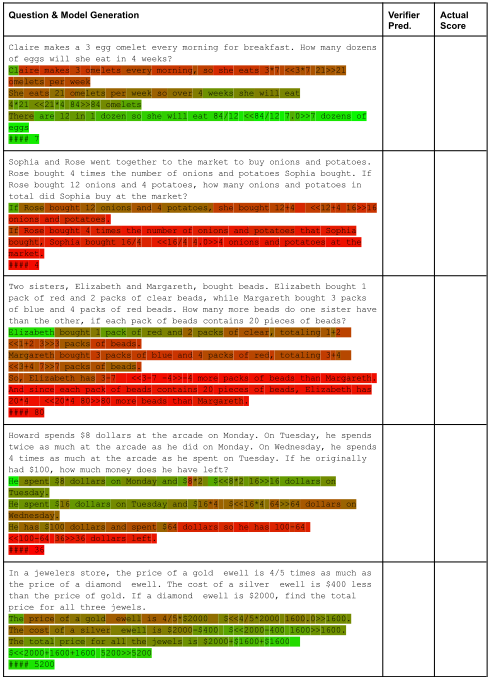 Question & Model Generation
Verifier Pred.
Actual Score
Claire makes a 3 egg omelet every morning for breakfast. How many dozens
of eggs will she eat in 4 weeks?
Claire makes 3 omelets every morning, so she eats 3*7 <<3*7 21>>21
omelets per week
She eats 21 omelets per week so over 4 weeks she will eat
4*21 <<21*4 84>>84 omelets
There are 12 in 1 dozen so she will eat 84/12 <<84/12 7.0>>7 dozens of
eggs
#### 7
Sophia and Rose went together to the market to buy onions and potatoes.
Rose bought 4 times the number of onions and potatoes Sophia bought. If
Rose bought 12 onions and 4 potatoes, how many onions and potatoes in
total did Sophia buy at the market?
If Rose bought 12 onions and 4 potatoes, she bought 12+4 <<12+4 16>>16
onions and potatoes.
If Rose bought 4 times the number of onions and potatoes that Sophia
bought, Sophia bought 16/4 <<16/4 4.0>>4 onions and potatoes at the
market.
#### 4
Two sisters, Elizabeth and Margareth, bought beads. Elizabeth bought 1
pack of red and 2 packs of clear beads, while Margareth bought 3 packs
of blue and 4 packs of red beads. How many more beads do one sister have
than the other, if each pack of beads contains 20 pieces of beads?
Elizabeth bought 1 pack of red and 2 packs of clear, totaling 1+2
<<1+2 3>>3 packs of beads.
Margareth bought 3 packs of blue and 4 packs of red, totaling 3+4
<<3+4 7>>7 packs of beads.
So, Elizabeth has 3-7 <<3-7 -4>>-4 more packs of beads than Margareth.
And since each pack of beads contains 20 pieces of beads, Elizabeth has
20*4 <<20*4 80>>80 more beads than Margareth.
#### 80
Howard spends $8 dollars at the arcade on Monday. On Tuesday, he spends
twice as much at the arcade as he did on Monday. On Wednesday, he spends
4 times as much at the arcade as he spent on Tuesday. If he originally
had $100, how much money does he have left?
He spent $8 dollars on Monday and $8*2 $<<8*2 16>>16 dollars on
Tuesday.
He spent $16 dollars on Tuesday and $16*4 $<<16*4 64>>64 dollars on
Wednesday.
He has $100 dollars and spent $64 dollars so he has 100-64
<<100-64 36>>36 dollars left.
#### 36
In a jewelers store, the price of a gold ewell is 4/5 times as much as
the price of a diamond ewell. The cost of a silver ewell is $400 less
than the price of gold. If a diamond ewell is $2000, find the total
price for all three jewels.
The price of a gold ewell is 4/5*$2000 $<<4/5*2000 1600.0>>1600.
The cost of a silver ewell is $2000-$400 $<<2000-400 1600>>1600.
The total price for all the jewels is $2000+$1600+$1600
$<<2000+1600+1600 5200>>5200
#### 5200